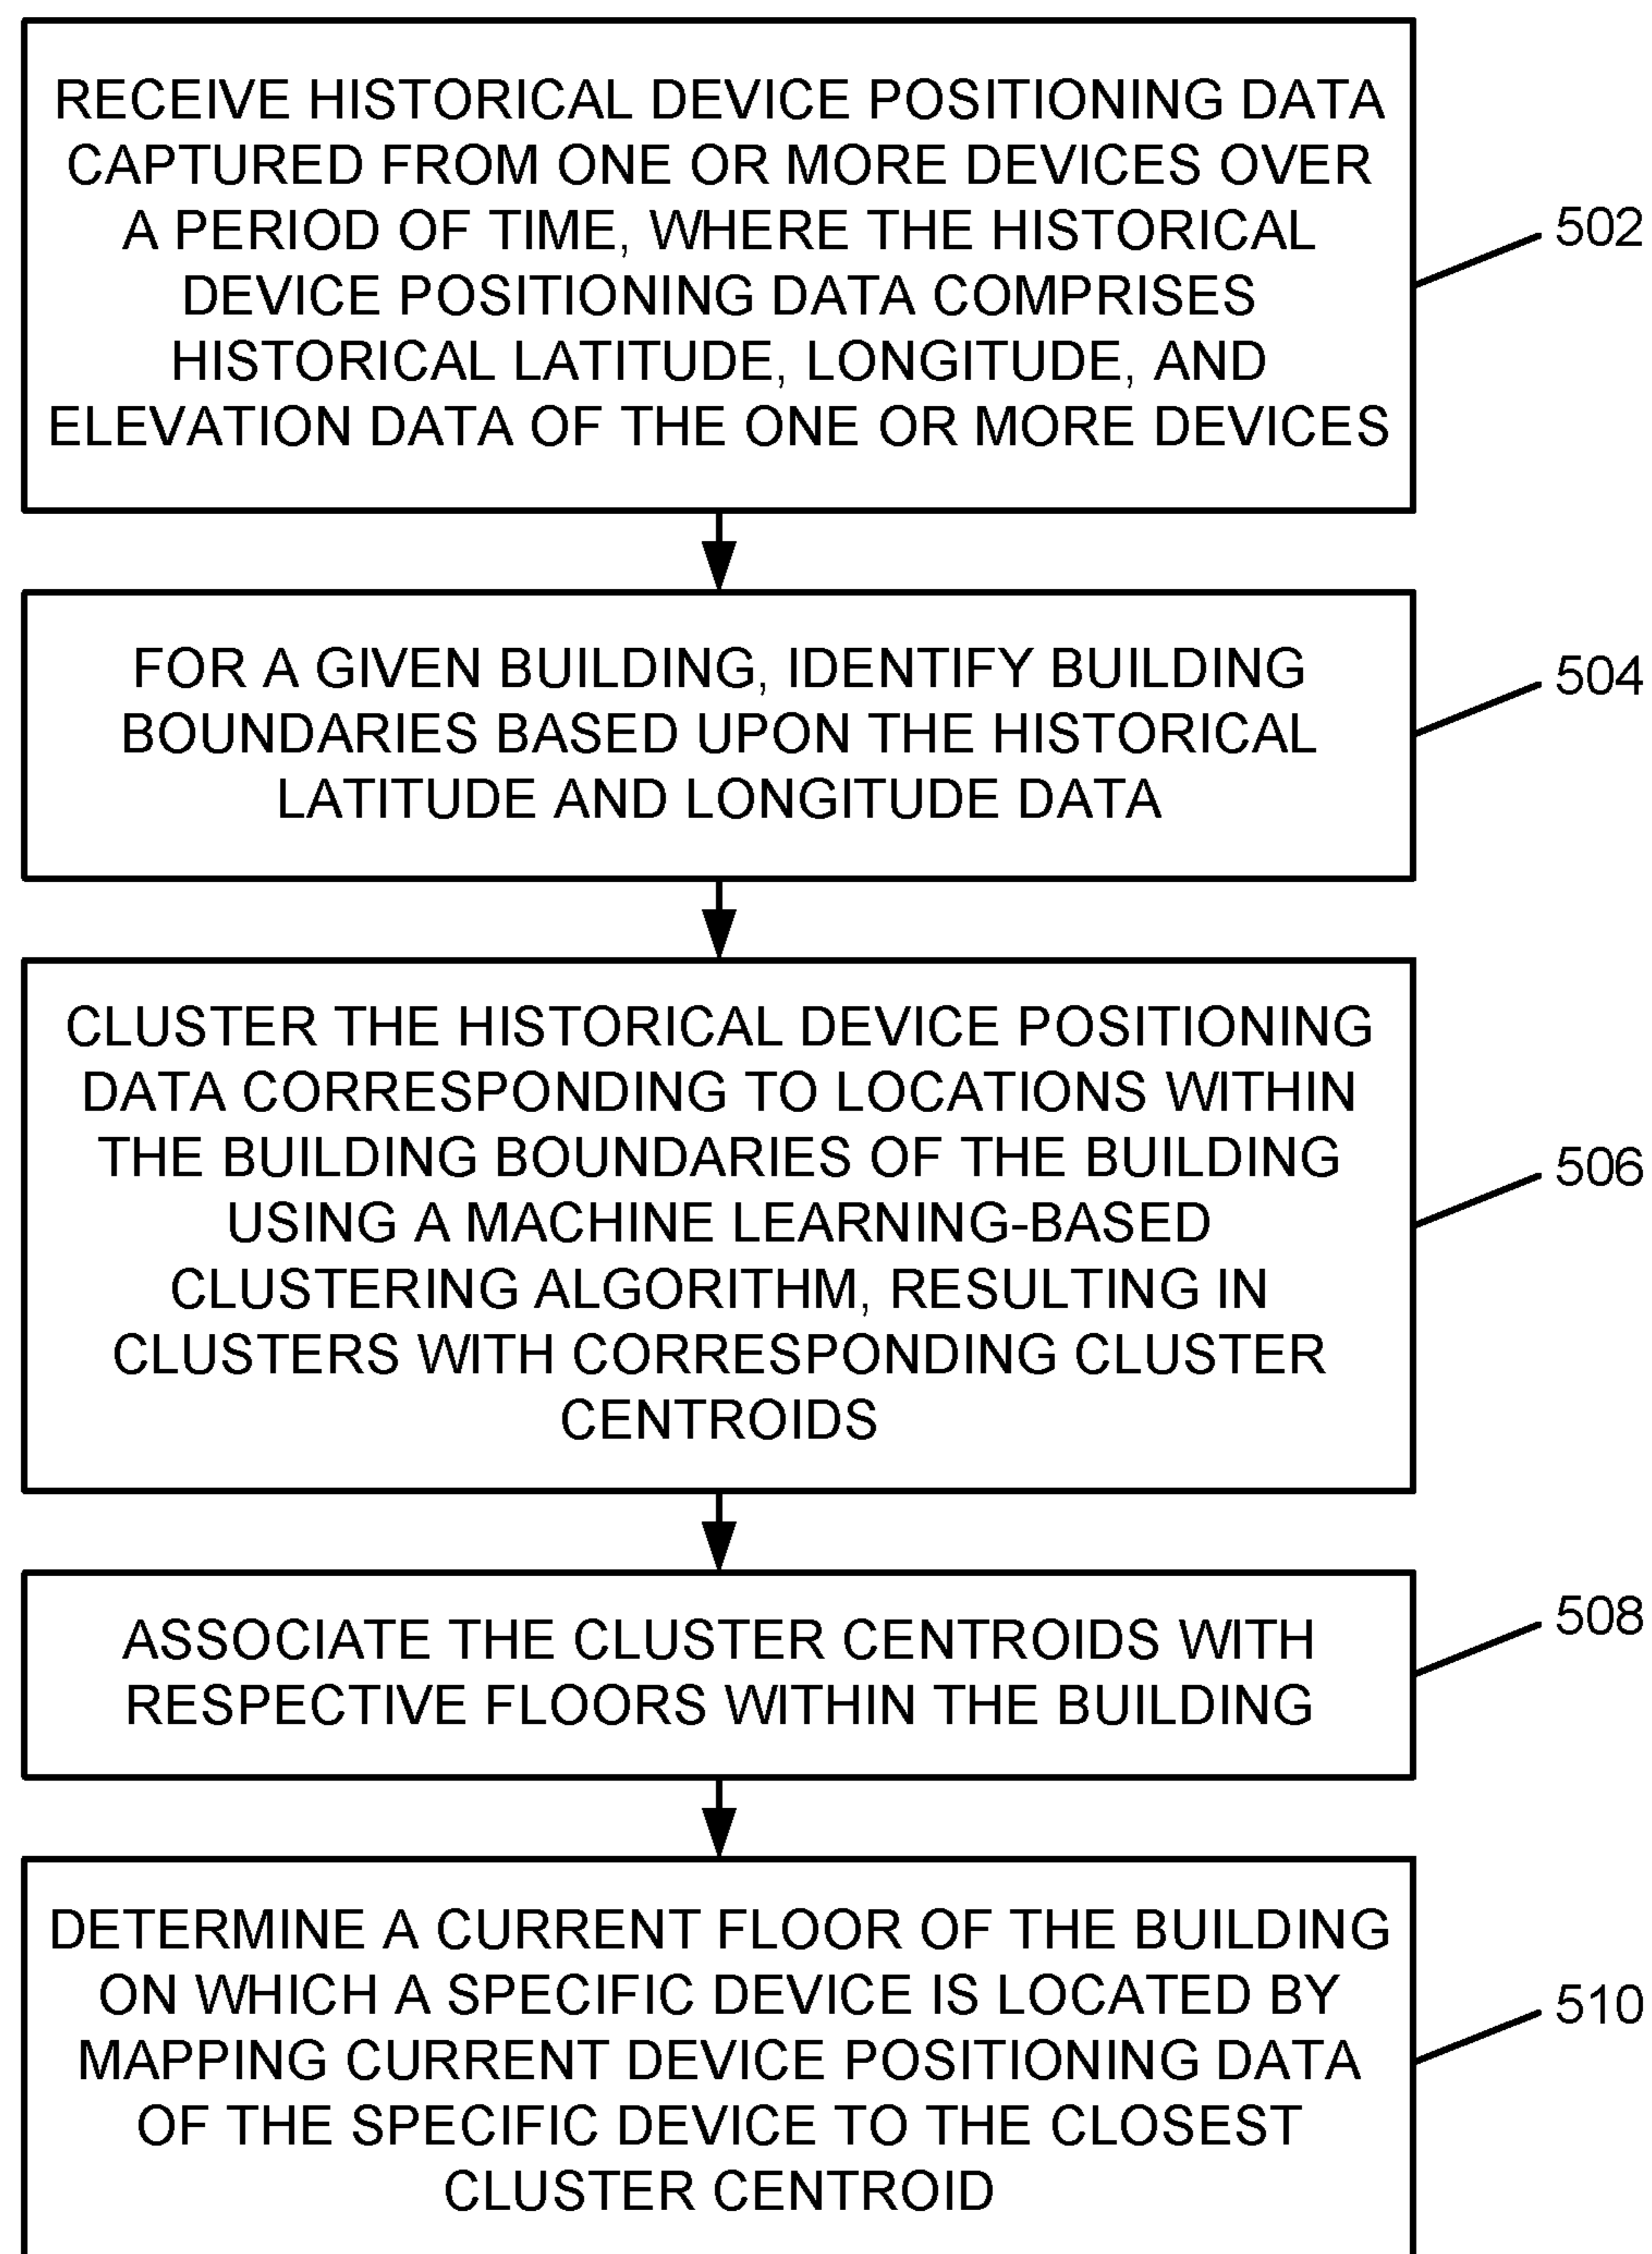 RECEIVE HISTORICAL DEVICE POSITIONING DATA
CAPTURED FROM ONE OR MORE DEVICES OVER
A PERIOD OF TIME, WHERE THE HISTORICAL
DEVICE POSITIONING DATA COMPRISES
HISTORICAL LATITUDE, LONGITUDE, AND
ELEVATION DATA OF THE ONE OR MORE DEVICES
502
FOR A GIVEN BUILDING, IDENTIFY BUILDING
BOUNDARIES BASED UPON THE HISTORICAL
LATITUDE AND LONGITUDE DATA
504
CLUSTER THE HISTORICAL DEVICE POSITIONING
DATA CORRESPONDING TO LOCATIONS WITHIN
THE BUILDING BOUNDARIES OF THE BUILDING
USING A MACHINE LEARNING-BASED
CLUSTERING ALGORITHM, RESULTING IN
CLUSTERS WITH CORRESPONDING CLUSTER
CENTROIDS
506
ASSOCIATE THE CLUSTER CENTROIDS WITH
RESPECTIVE FLOORS WITHIN THE BUILDING
508
DETERMINE A CURRENT FLOOR OF THE BUILDING
ON WHICH A SPECIFIC DEVICE IS LOCATED BY
MAPPING CURRENT DEVICE POSITIONING DATA
OF THE SPECIFIC DEVICE TO THE CLOSEST
CLUSTER CENTROID
510